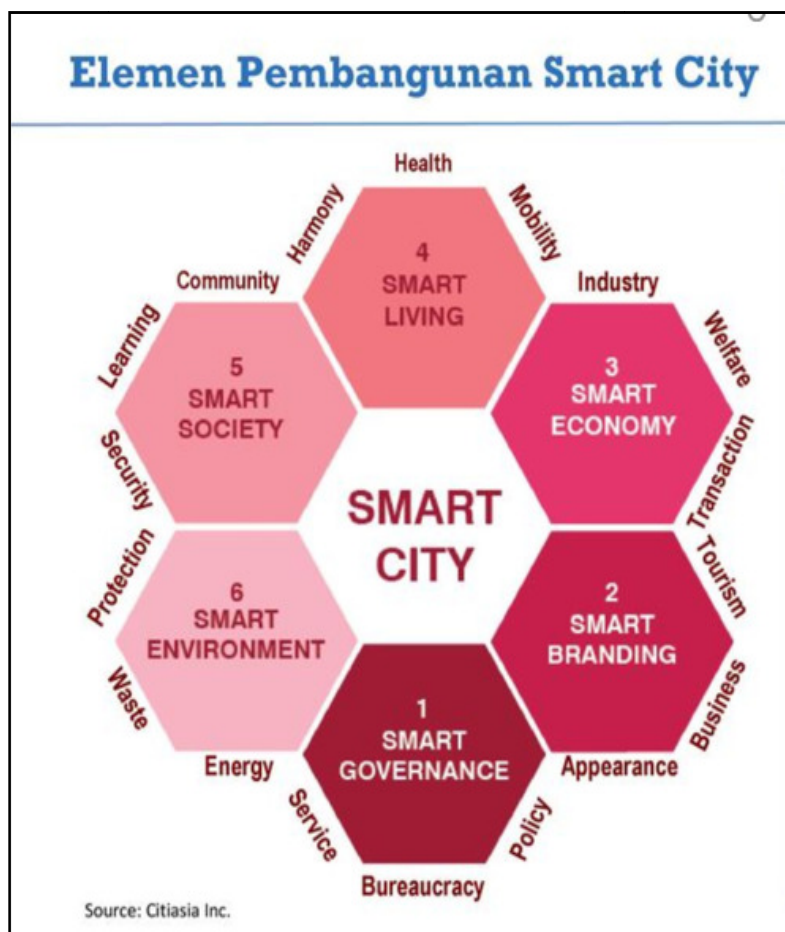 Elemen Pembangunan Smart City
Health
Harmony
Mobility
4
SMART
LIVING
Community
Learning
Security
5
SMART
SOCIETY
Industry
Welfare
Transaction
3
SMART
ECONOMY
SMART
CITY
Protection
Waste
Energy
6
SMART
ENVIRONMENT
Tourism
Business
Appearance
2
SMART
BRANDING
1
SMART
GOVERNANCE
Service
Policy
Bureaucracy
Source: Citiasia Inc.